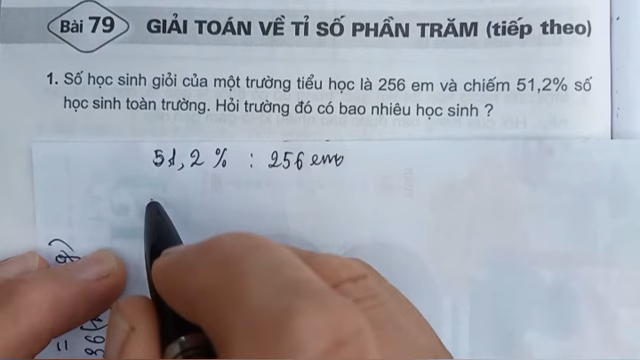 Bài 79 GIẢI TOÁN VỀ TỈ SỐ PHẦN TRĂM (tiếp theo)
1. Số học sinh giỏi của một trường tiểu học là 256 em và chiếm 51,2% số
học sinh toàn trường. Hỏi trường đó có bao nhiêu học sinh ?
51,2 % : 256 em